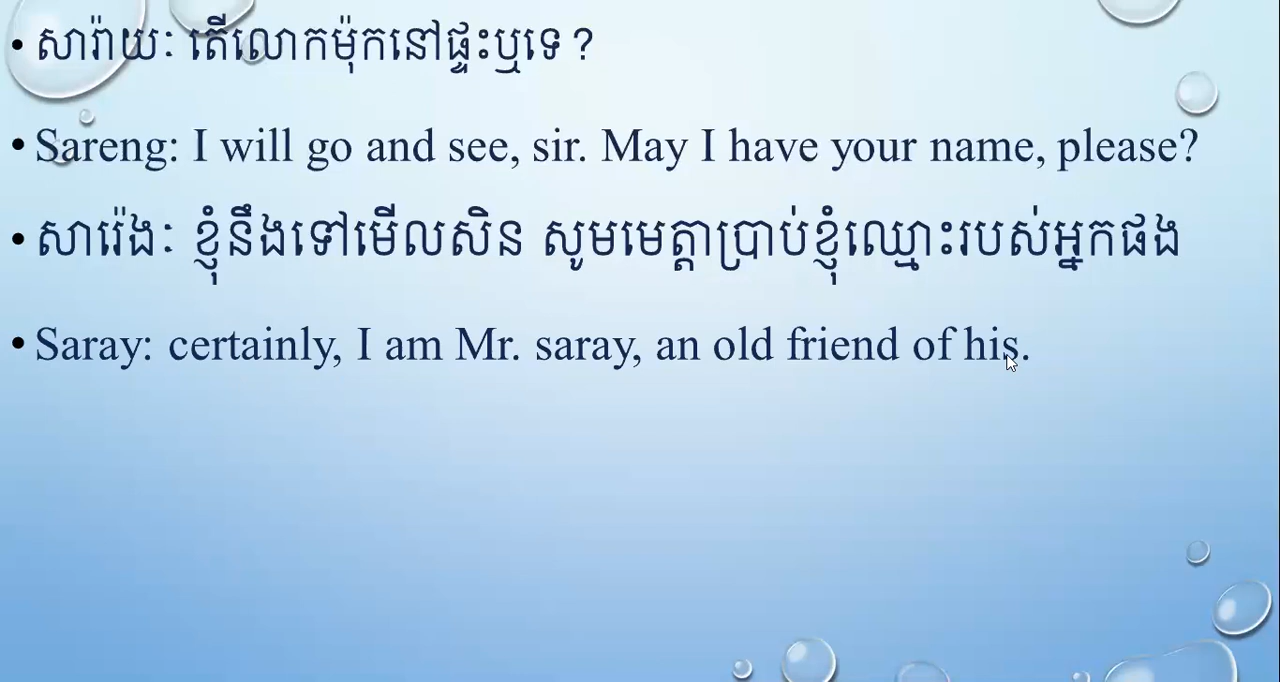 • សារ៉ាយ: តើលោកម៉ុកនៅផ្ទះឬទេ ?
• Sareng: I will go and see, sir. May I have your name, please?
• សារ៉េង: ខ្ញុំនឹងទៅមើលសិន សូមមេត្តាប្រាប់ខ្ញុំឈ្មោះរបស់អ្នកផង
• Saray: certainly, I am Mr. saray, an old friend of his.